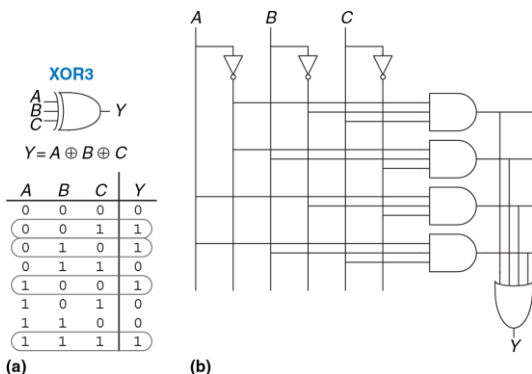 XOR3
A
B
C
Y
Y = A ⊕ B ⊕ C
A B C Y
0 0 0 0
0 0 1 1
0 1 0 1
0 1 1 0
1 0 0 1
1 0 1 0
1 1 0 0
1 1 1 1
(a)
A B C
Y
(b)